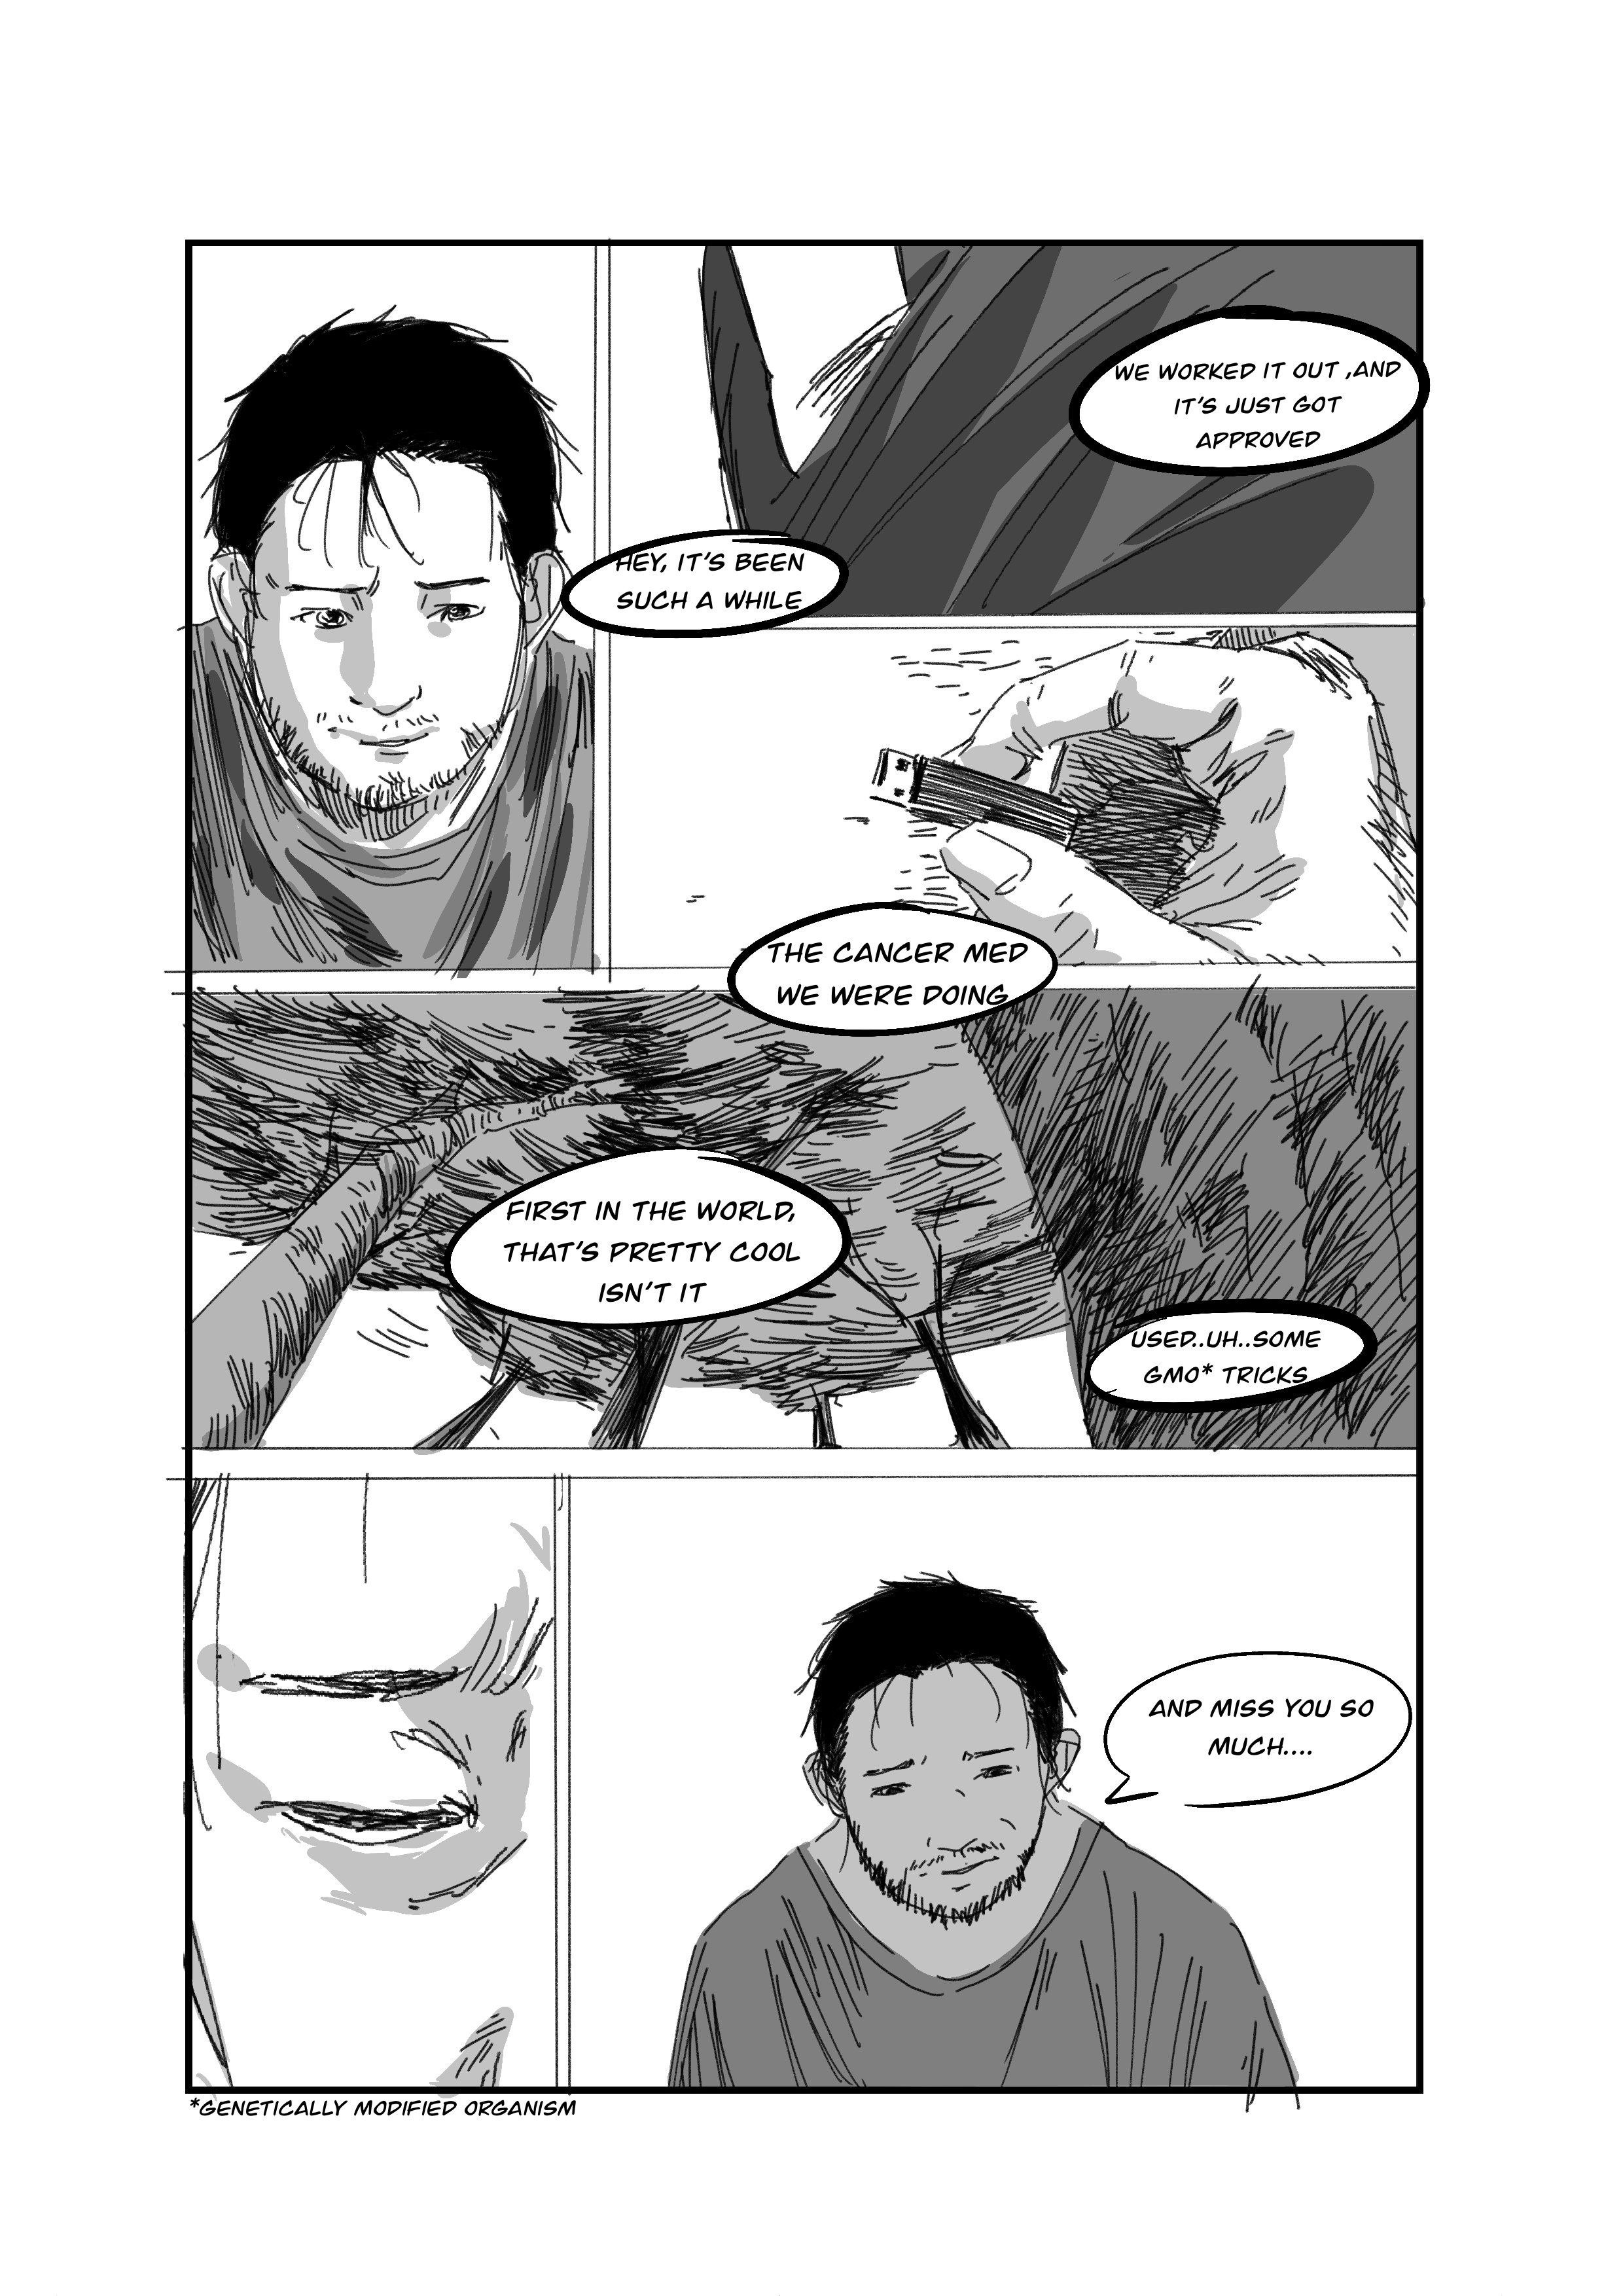 HEY, IT'S BEEN
SUCH A WHILE
WE WORKED IT OUT ,AND
IT'S JUST GOT
APPROVED
THE CANCER MED
WE WERE DOING
FIRST IN THE WORLD,
THAT'S PRETTY COOL
ISN'T IT
USED..UH..SOME
GMO* TRICKS
AND MISS YOU SO
MUCH....
*GENETICALLY MODIFIED ORGANISM